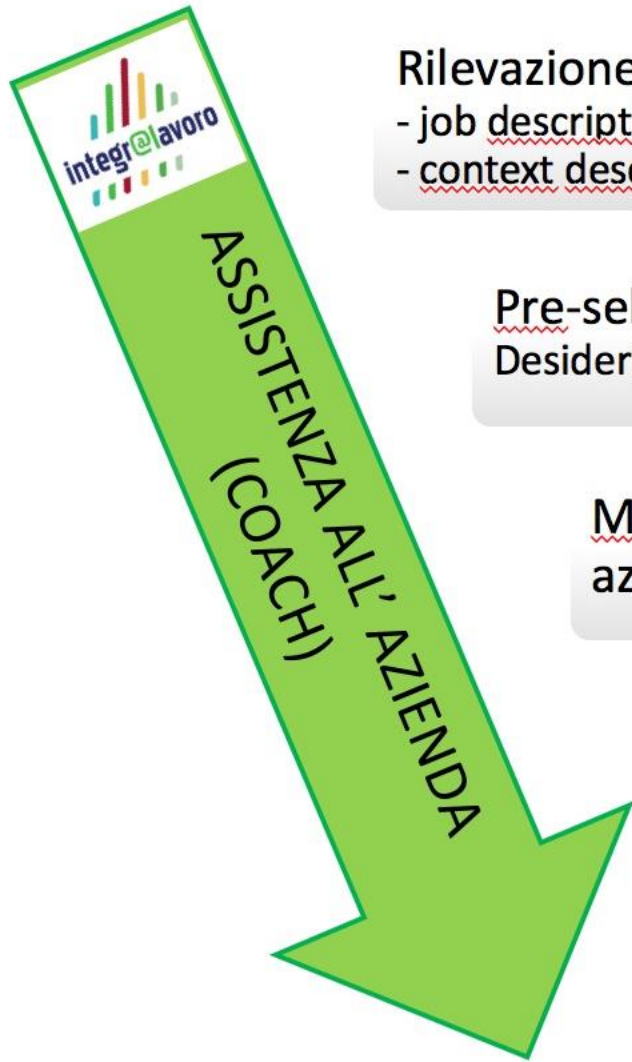 integr@lavoro
ASSISTENZA ALL' AZIENDA
(COACH)
Rilevazione
- job descript
- context desc
Pre-sel
Desider
M
az